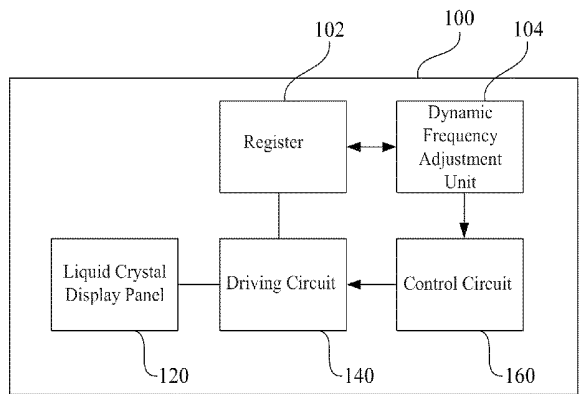 102
100
104
Register
Dynamic
Frequency
Adjustment
Unit
Liquid Crystal
Display Panel
Driving Circuit
Control Circuit
120
140
160